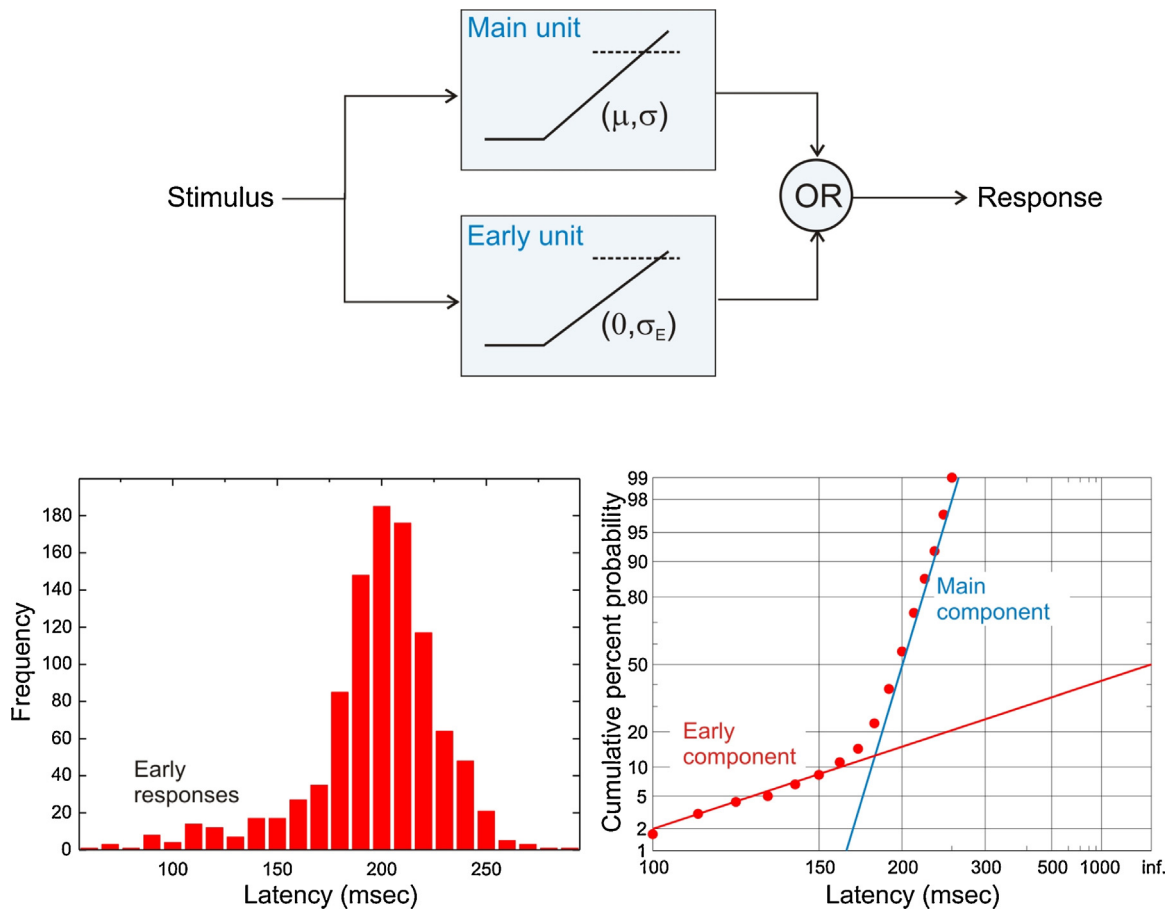 Main unit
(μ,σ)
Stimulus
OR
Response
Early unit
(0,σE)
Frequency
180
160
140
120
100
80
60
40
20
0
Early
responses
100
150
200
250
Latency (msec)
Cumulative percent probability
99
98
95
90
80
50
20
10
5
2
1
Main
component
Early
component
100
150
200
300
500
1000
inf.
Latency (msec)